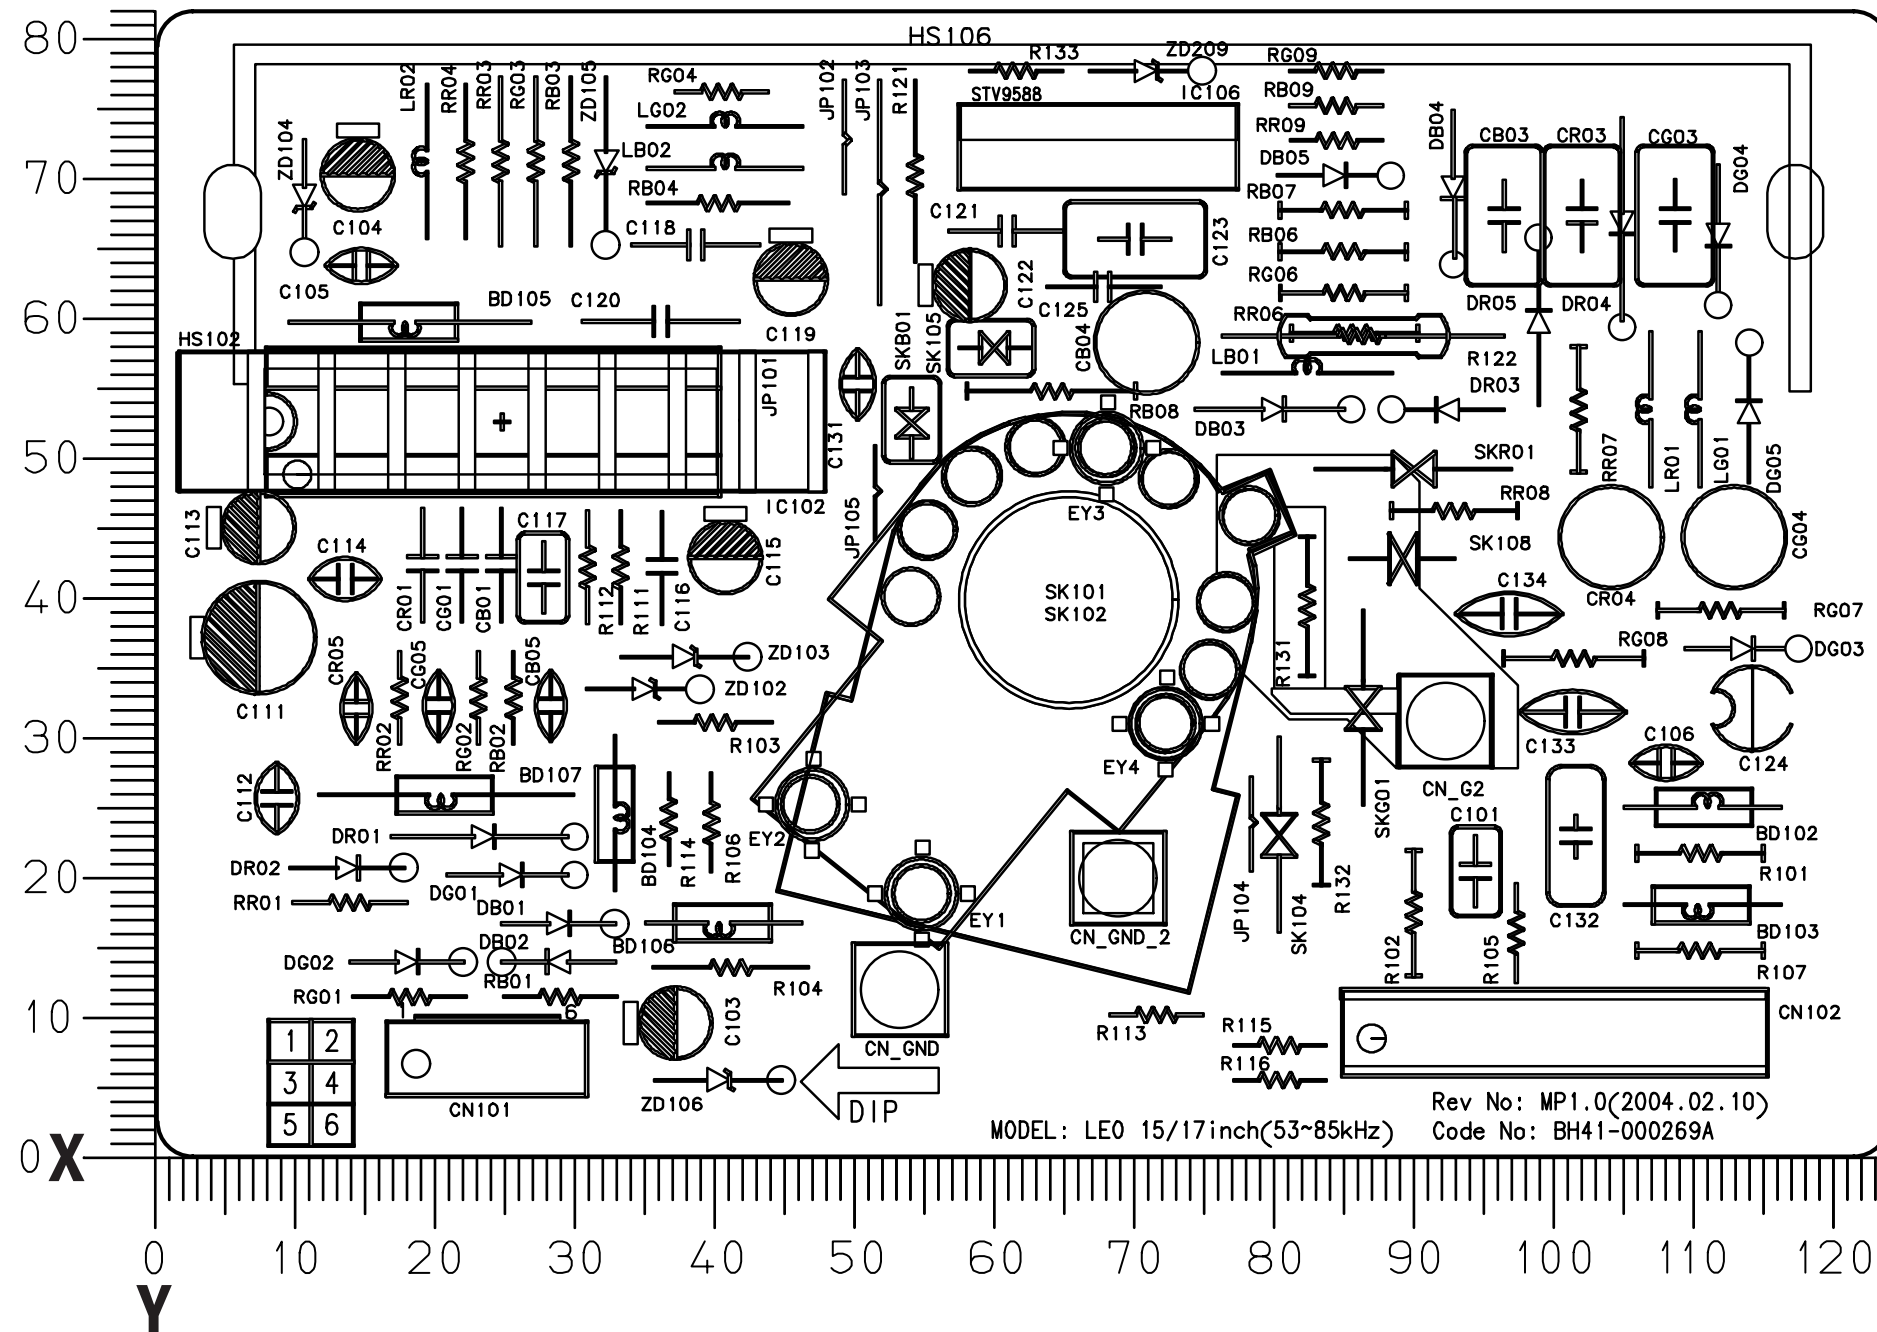 80
HS106
R133
ZD209
RG09
LR02
RR04
RR03
RG03
RB03
ZD105
RG04
JP102
JP103
R121
STV9588
IC106
RB09
DB04
CB03
CR03
CG03
ZD104
LG02
RR09
DG04
LB02
DB05
70
RB04
RB07
C104
C118
C121
C123
RB06
C105
C122
RG06
BD105
C120
C125
DR05
DR04
60
C119
SKB01
SK105
CB04
RR06
HS102
LB01
R122
JP101
DR03
RB08
DB03
C131
50
SKR01
RR07
LR01
LG01
DG05
IC102
RR08
EY3
C113
C117
C114
C115
JP105
SK108
CG04
C134
40
CR01
CG01
CB01
R112
R111
C116
SK101
SK102
CR04
RG07
RG08
R131
CR05
CG05
CB05
ZD103
DG03
ZD102
C111
30
RR02
RG02
RB02
R103
C133
C106
C124
EY4
BD107
CN_G2
C112
SKG01
C101
DR01
EY2
BD104
R114
R106
BD102
DR02
20
DG01
R101
RR01
DB01
JP104
SK104
R132
EY1
C132
DB02
BD106
CN_GND_2
BD103
DG02
RB01
R102
R105
R107
RG01
R104
1
6
10
C103
R113
R115
CN102
1 2
CN_GND
R116
3 4
CN101
ZD106
DIP
Rev No: MP1.0(2004.02.10)
5 6
MODEL: LEO 15/17inch(53~85kHz)
Code No: BH41-000269A
0 X
0 10 20 30 40 50 60 70 80 90 100 110 120
Y